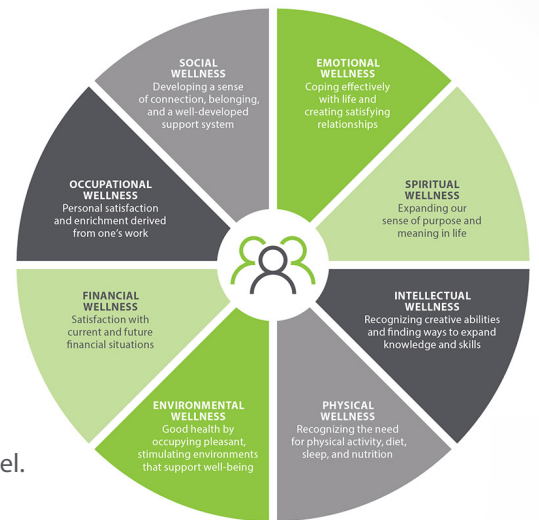 SOCIAL
WELLNESS
Developing a sense
of connection, belonging,
and a well-developed
support system
EMOTIONAL
WELLNESS
Coping effectively
with life and
creating satisfying
relationships
SPIRITUAL
WELLNESS
Expanding our
sense of purpose and
meaning in life
INTELLECTUAL
WELLNESS
Recognizing creative abilities
and finding ways to expand
knowledge and skills
PHYSICAL
WELLNESS
Recognizing the need
for physical activity, diet,
sleep, and nutrition
ENVIRONMENTAL
WELLNESS
Good health by
occupying pleasant,
stimulating environments
that support well-being
FINANCIAL
WELLNESS
Satisfaction with
current and future
financial situations
OCCUPATIONAL
WELLNESS
Personal satisfaction
and enrichment derived
from one's work
el.